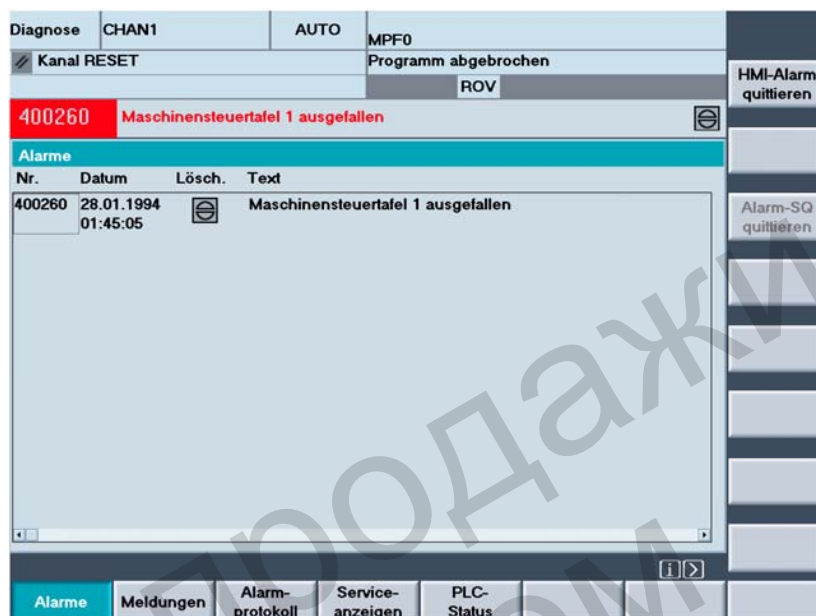 Diagnose CHAN1 AUTO MPF0
Kanal RESET Programm abgebrochen
ROV
400260 Maschinensteuertafel 1 ausgefallen
Alarme
Nr. Datum Lösch. Text
400260 28.01.1994 Maschinensteuertafel 1 ausgefallen
01:45:05
HMI-Alarm
quittieren
Alarm-SQ
quittieren
i >
Alarme Meldungen Alarm-
protokoll Service-
anzeigen PLC-
Status
продажи